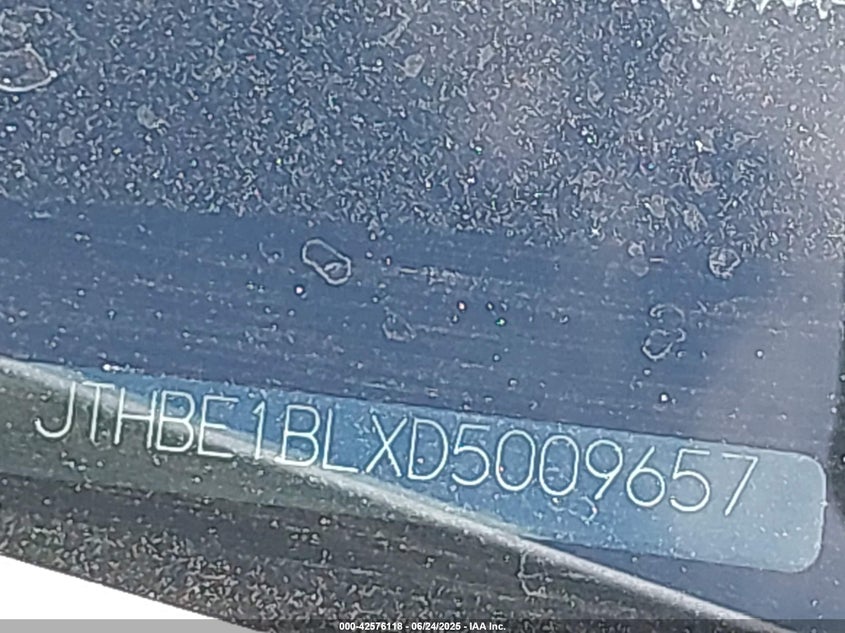 JTHBE1BLXD5009657
000-42576118 - 06/24/2025 - IAA Inc.